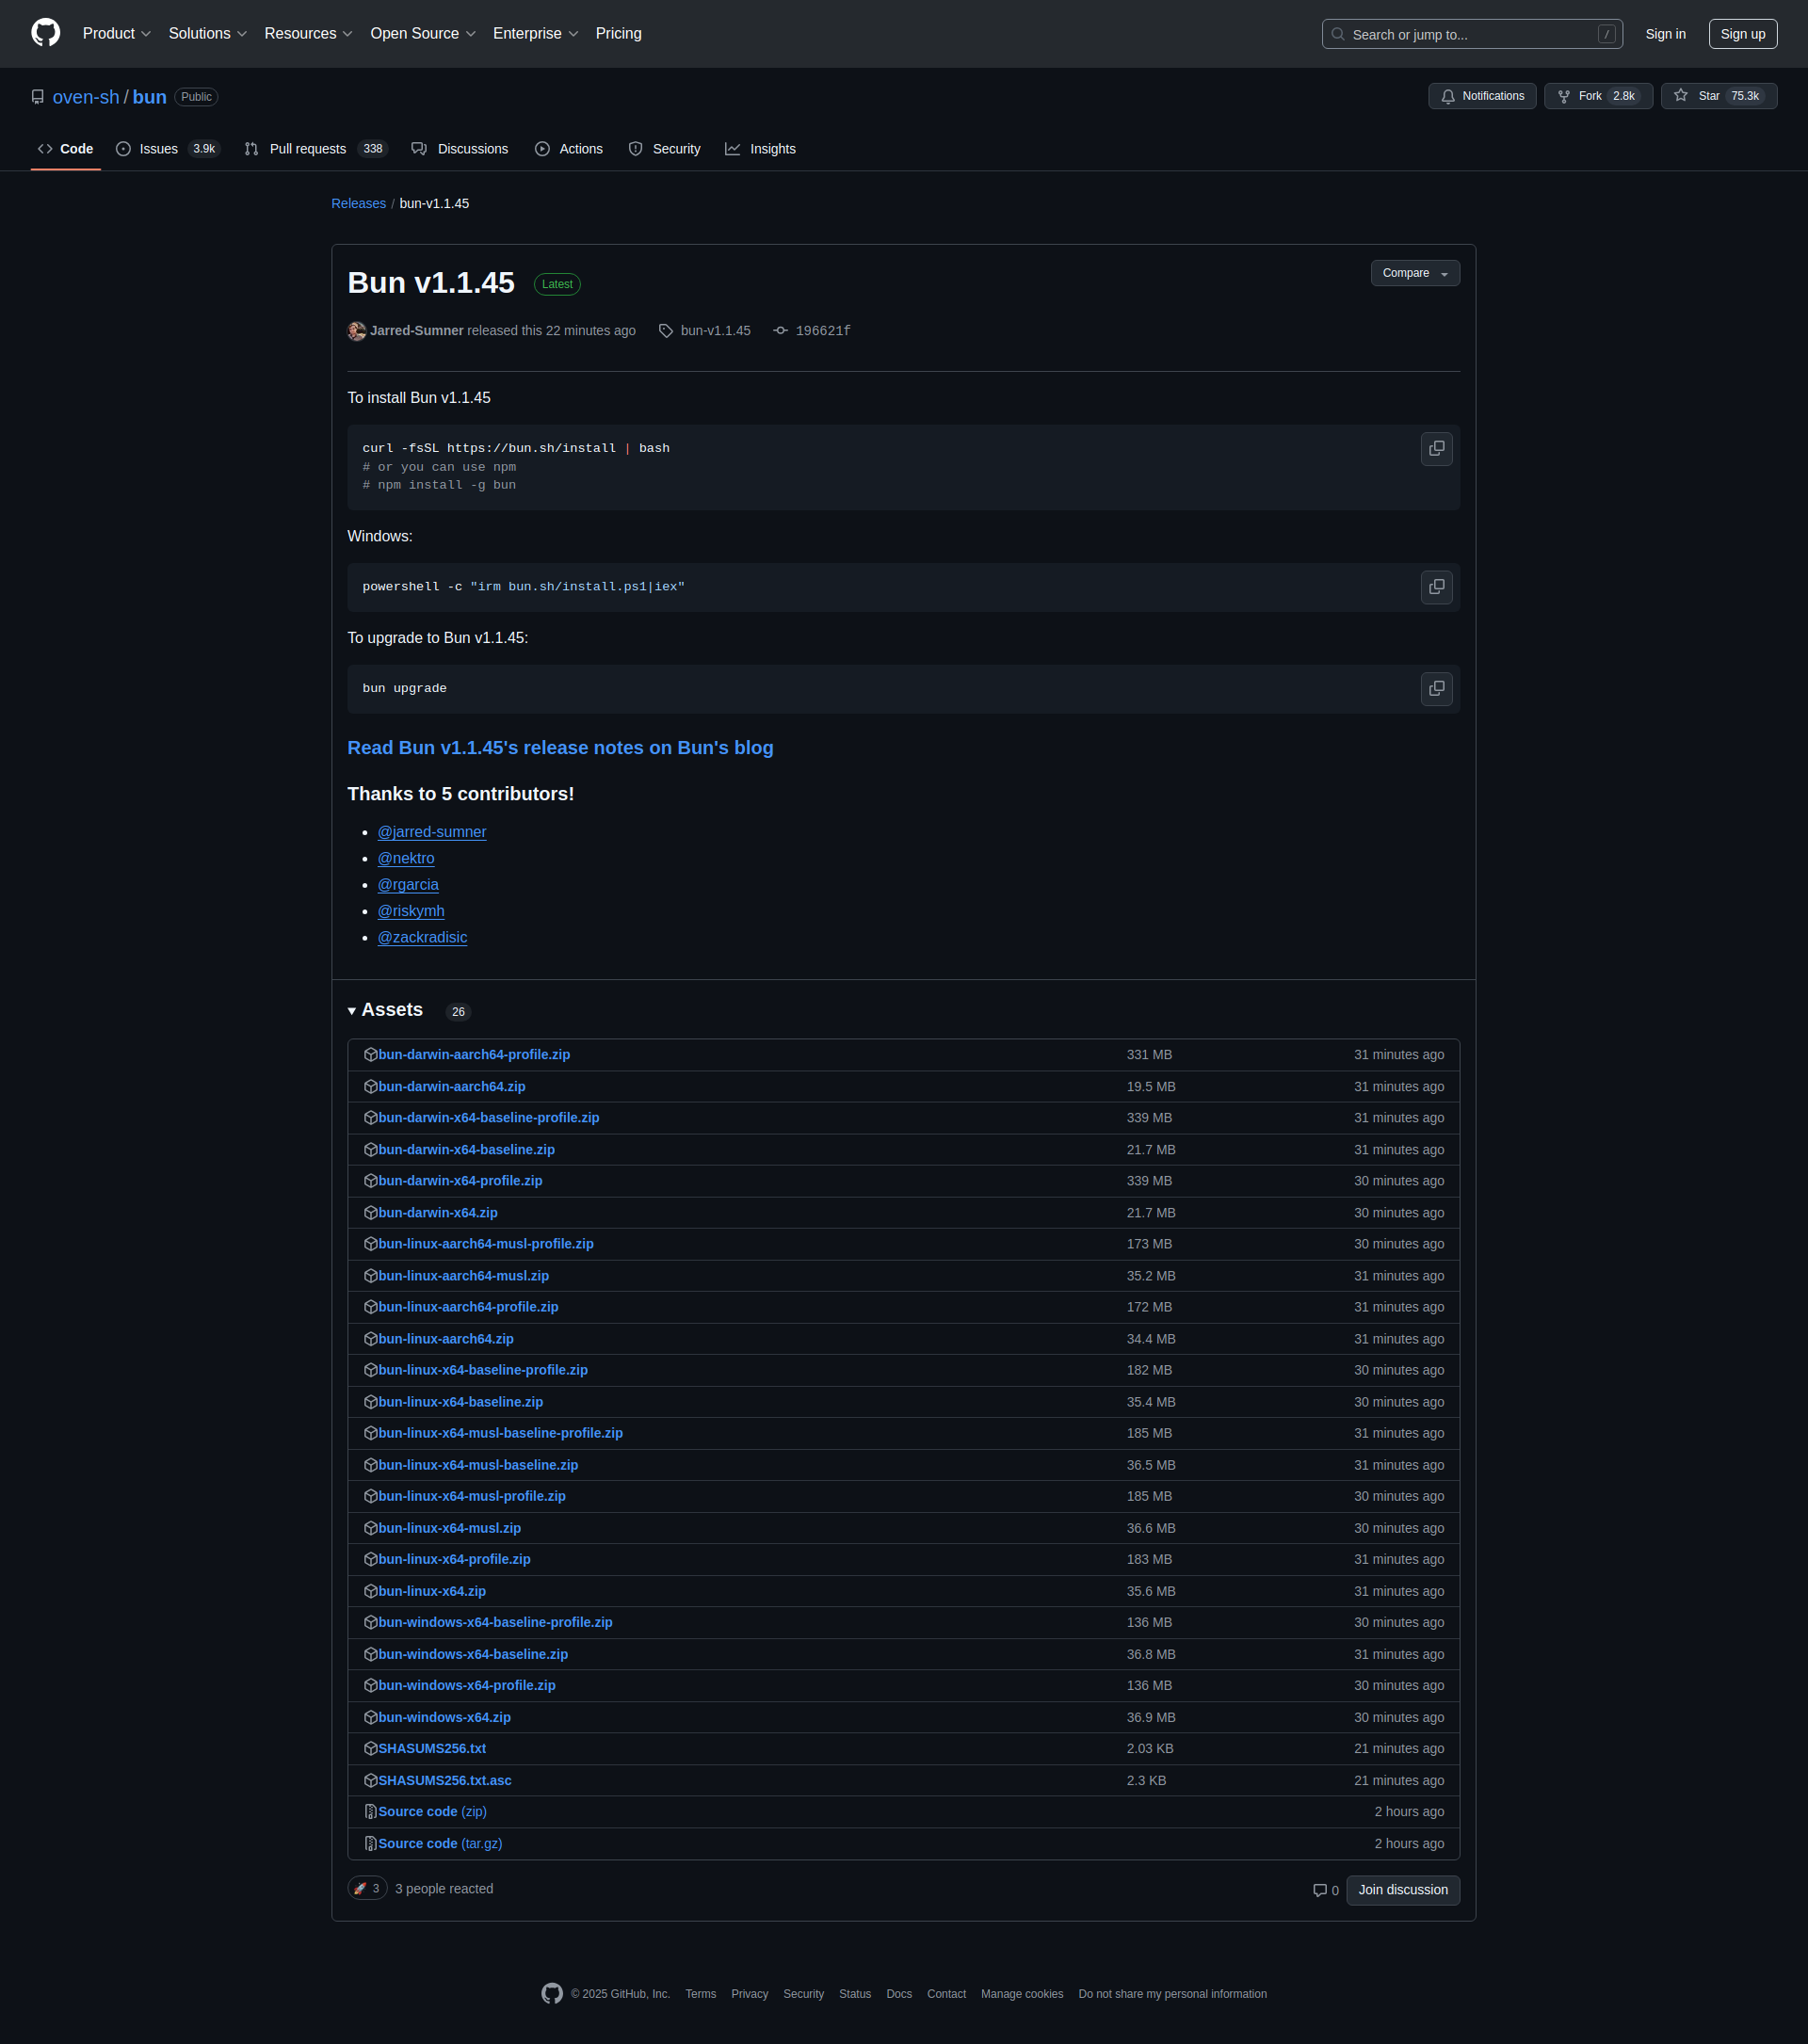 Product Solutions Resources Open Source Enterprise Pricing Search or jump to... / Sign in Sign up
oven-sh / bun Public Notifications Fork 2.8k Star 75.3k
Code Issues 3.9k Pull requests 338 Discussions Actions Security Insights
Releases / bun-v1.1.45
Bun v1.1.45 Latest Compare
Jarred-Sumner released this 22 minutes ago bun-v1.1.45 196621f
To install Bun v1.1.45
curl -fsSL https://bun.sh/install | bash
# or you can use npm
# npm install -g bun
Windows:
powershell -c "irm bun.sh/install.ps1|iex"
To upgrade to Bun v1.1.45:
bun upgrade
Read Bun v1.1.45's release notes on Bun's blog
Thanks to 5 contributors!
@jarred-sumner
@nektro
@rgarcia
@riskymh
@zackradisic
Assets 26
bun-darwin-aarch64-profile.zip 331 MB 31 minutes ago
bun-darwin-aarch64.zip 19.5 MB 31 minutes ago
bun-darwin-x64-baseline-profile.zip 339 MB 31 minutes ago
bun-darwin-x64-baseline.zip 21.7 MB 31 minutes ago
bun-darwin-x64-profile.zip 339 MB 30 minutes ago
bun-darwin-x64.zip 21.7 MB 30 minutes ago
bun-linux-aarch64-musl-profile.zip 173 MB 30 minutes ago
bun-linux-aarch64-musl.zip 35.2 MB 31 minutes ago
bun-linux-aarch64-profile.zip 172 MB 31 minutes ago
bun-linux-aarch64.zip 34.4 MB 31 minutes ago
bun-linux-x64-baseline-profile.zip 182 MB 30 minutes ago
bun-linux-x64-baseline.zip 35.4 MB 30 minutes ago
bun-linux-x64-musl-baseline-profile.zip 185 MB 31 minutes ago
bun-linux-x64-musl-baseline.zip 36.5 MB 31 minutes ago
bun-linux-x64-musl-profile.zip 185 MB 30 minutes ago
bun-linux-x64-musl.zip 36.6 MB 30 minutes ago
bun-linux-x64-profile.zip 183 MB 31 minutes ago
bun-linux-x64.zip 35.6 MB 31 minutes ago
bun-windows-x64-baseline-profile.zip 136 MB 30 minutes ago
bun-windows-x64-baseline.zip 36.8 MB 31 minutes ago
bun-windows-x64-profile.zip 136 MB 30 minutes ago
bun-windows-x64.zip 36.9 MB 30 minutes ago
SHASUMS256.txt 2.03 KB 21 minutes ago
SHASUMS256.txt.asc 2.3 KB 21 minutes ago
Source code (zip) 2 hours ago
Source code (tar.gz) 2 hours ago
🚀 3 3 people reacted 0 Join discussion
© 2025 GitHub, Inc. Terms Privacy Security Status Docs Contact Manage cookies Do not share my personal information